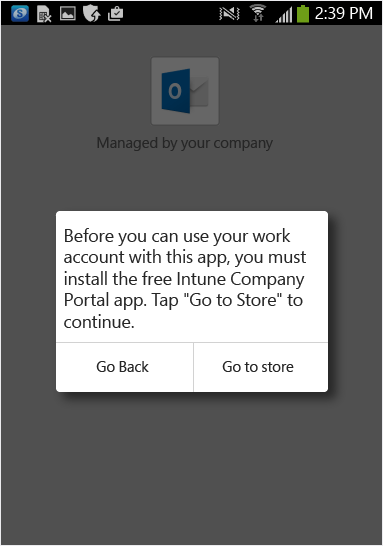 2:39 PM
Managed by your company
Before you can use your work
account with this app, you must
install the free Intune Company
Portal app. Tap "Go to Store" to
continue.
Go Back
Go to store